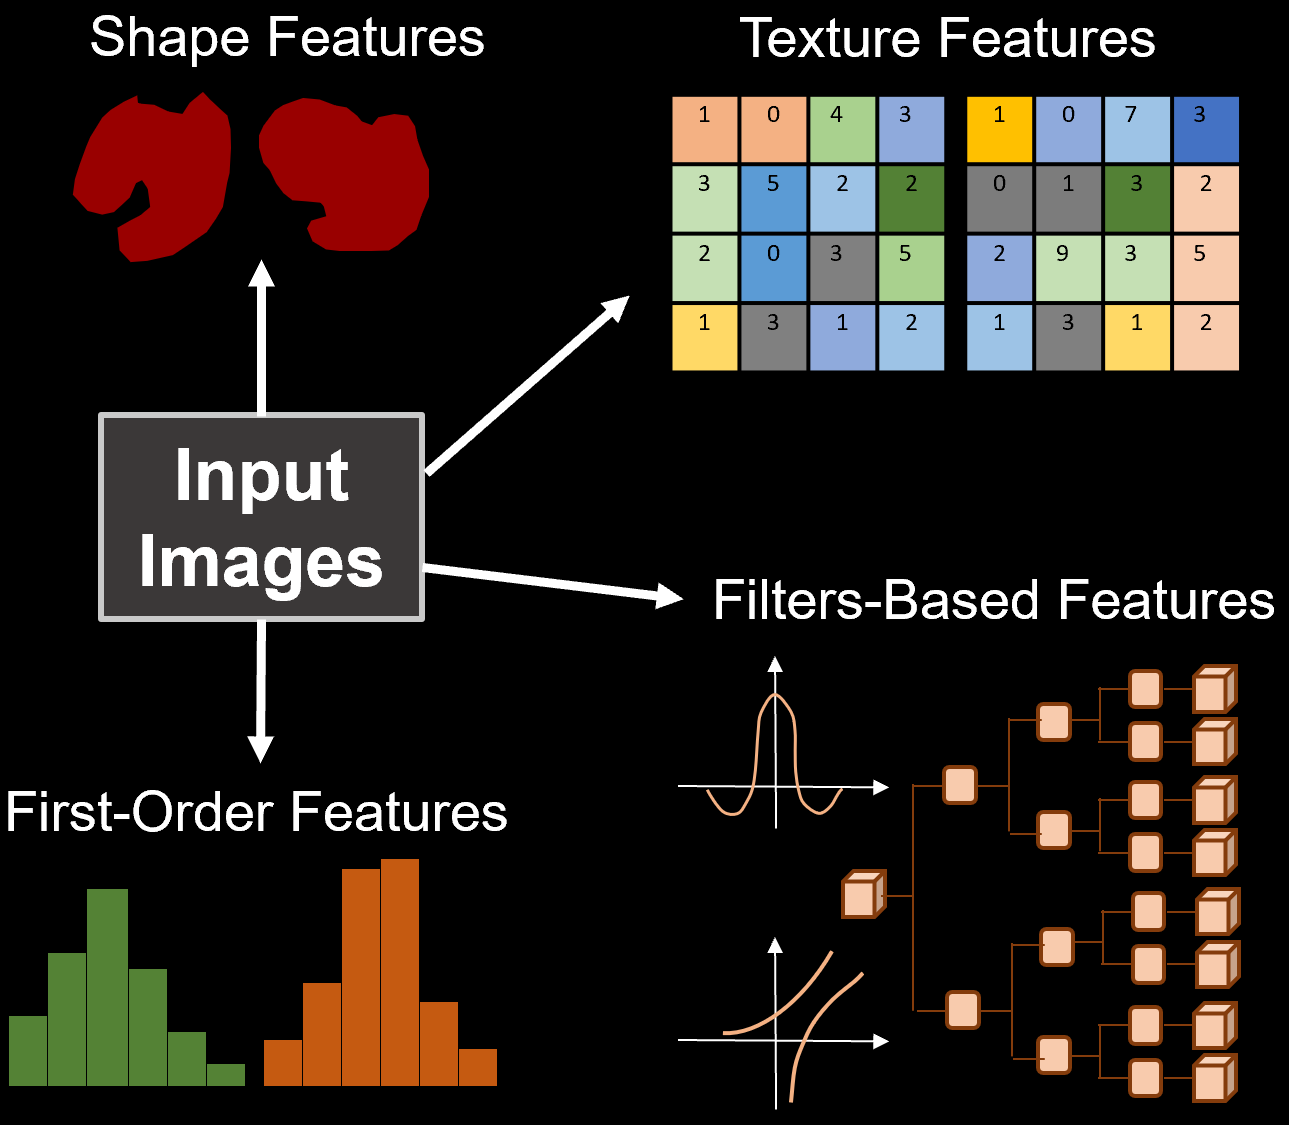 Shape Features
Texture Features
1 0 4 3 1 0 7 3
3 5 2 2 0 1 3 2
2 0 3 5 2 9 3 5
1 3 1 2 1 3 1 2
Input
Images
Filters-Based Features
First-Order Features